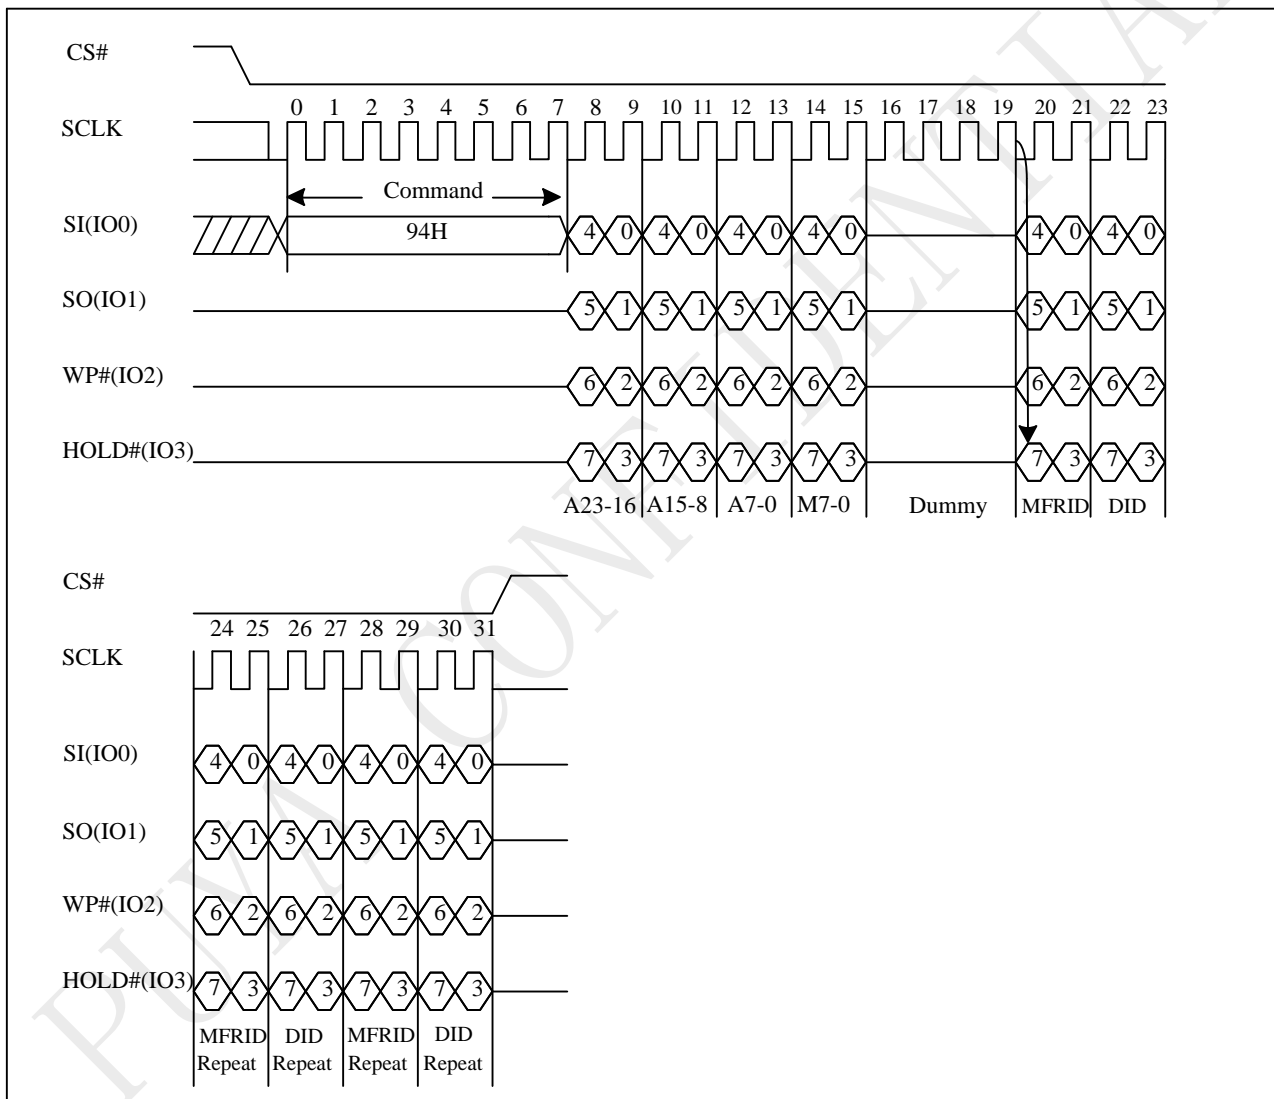 CS#
0 1 2 3 4 5 6 7 8 9 10 11 12 13 14 15 16 17 18 19 20 21 22 23
SCLK
Command
SI(IO0) 94H 4 0 4 0 4 0 4 0 4 0 4 0
SO(IO1) 5 1 5 1 5 1 5 1 5 1 5 1
WP#(IO2) 6 2 6 2 6 2 6 2 6 2 6 2
HOLD#(IO3) 7 3 7 3 7 3 7 3 7 3 7 3
A23-16 A15-8 A7-0 M7-0 Dummy MFRID DID
CS#
24 25 26 27 28 29 30 31
SCLK
SI(IO0) 4 0 4 0 4 0 4 0
SO(IO1) 5 1 5 1 5 1 5 1
WP#(IO2) 6 2 6 2 6 2 6 2
HOLD#(IO3) 7 3 7 3 7 3 7 3
MFRID DID MFRID DID
Repeat Repeat Repeat Repeat
PUYA CONFIDENTIA